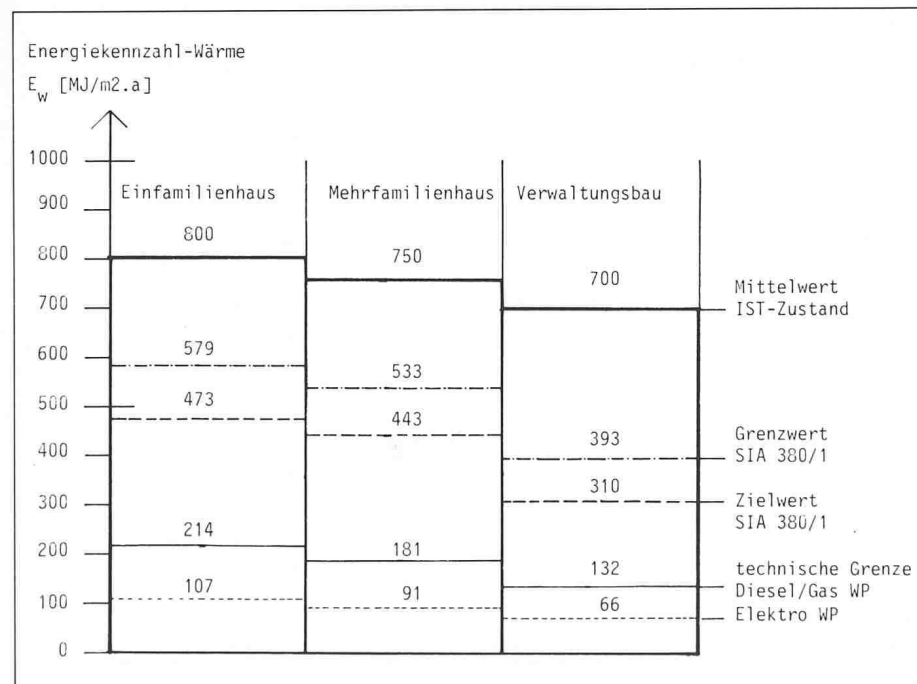 Energiekennzahl-Wärme
E_w [MJ/m2.a]
1000
900
800
700
600
500
400
300
200
100
0
Einfamilienhaus
800
579
473
214
107
Mehrfamilienhaus
750
533
443
181
91
Verwaltungsbau
700
393
310
132
66
Mittelwert
IST-Zustand
Grenzwert
SIA 380/1
Zielwert
SIA 380/1
technische Grenze
Diesel/Gas WP
Elektro WP